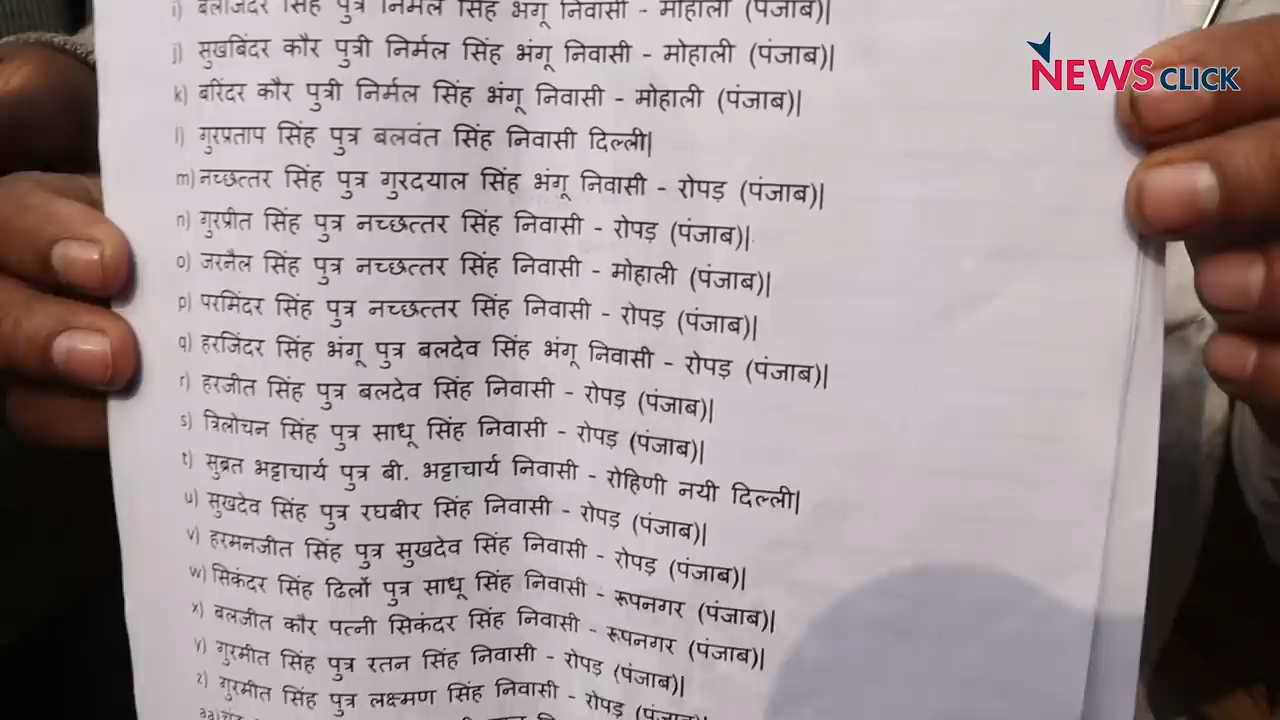 NEWSCLICK
i) बलजिंदर सिंह पुत्र निर्मल सिंह भंगू निवासी - मोहाली (पंजाब)|
j) सुखबिंदर कौर पुत्री निर्मल सिंह भंगू निवासी - मोहाली (पंजाब)|
k) बरिंदर कौर पुत्री निर्मल सिंह भंगू निवासी - मोहाली (पंजाब)|
l) गुरप्रताप सिंह पुत्र बलवंत सिंह निवासी दिल्ली|
m) नच्छत्तर सिंह पुत्र गुरदयाल सिंह भंगू निवासी - रोपड़ (पंजाब)|
n) गुरप्रीत सिंह पुत्र नच्छत्तर सिंह निवासी - रोपड़ (पंजाब)|
o) जरनैल सिंह पुत्र नच्छत्तर सिंह निवासी - मोहाली (पंजाब)|
p) परमिंदर सिंह पुत्र नच्छत्तर सिंह निवासी - रोपड़ (पंजाब)|
q) हरजिंदर सिंह भंगू पुत्र बलदेव सिंह भंगू निवासी - रोपड़ (पंजाब)|
r) हरजीत सिंह पुत्र बलदेव सिंह निवासी - रोपड़ (पंजाब)|
s) त्रिलोचन सिंह पुत्र साधू सिंह निवासी - रोपड़ (पंजाब)|
t) सुब्रत भट्टाचार्य पुत्र बी. भट्टाचार्य निवासी - रोहिणी नयी दिल्ली|
u) सुखदेव सिंह पुत्र रघबीर सिंह निवासी - रोपड़ (पंजाब)|
v) हरमनजीत सिंह पुत्र सुखदेव सिंह निवासी - रोपड़ (पंजाब)|
w) सिकंदर सिंह ढिलों पुत्र साधू सिंह निवासी - रूपनगर (पंजाब)|
x) बलजीत कौर पत्नी सिकंदर सिंह निवासी - रूपनगर (पंजाब)|
y) गुरमीत सिंह पुत्र रतन सिंह निवासी - रोपड़ (पंजाब)|
z) गुरमीत सिंह पुत्र लक्ष्मण सिंह निवासी - रोपड़ (पंजाब)|
aa)